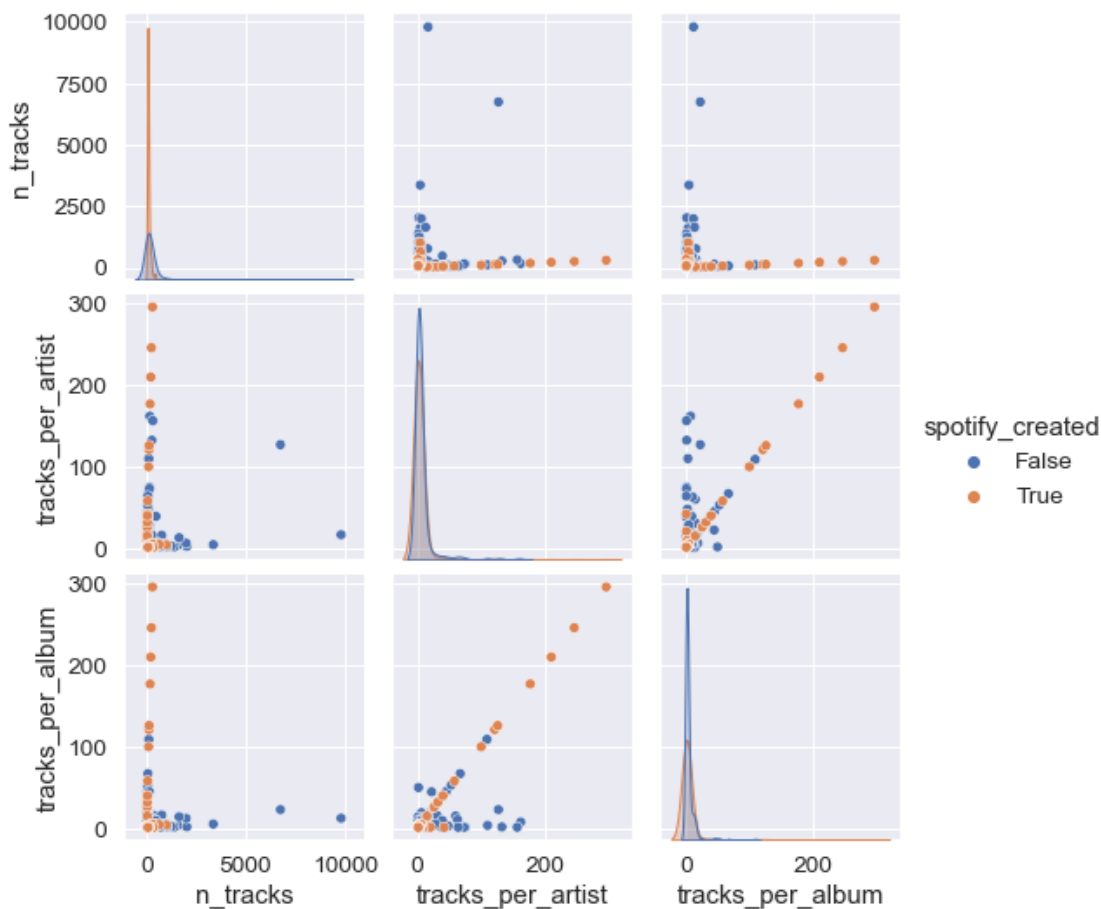 10000
7500
5000
2500
0
n_tracks
300
200
100
0
tracks_per_artist
spotify_created
False
True
300
200
100
0
tracks_per_album
0 5000 10000
0 200
0 200
n_tracks
tracks_per_artist
tracks_per_album